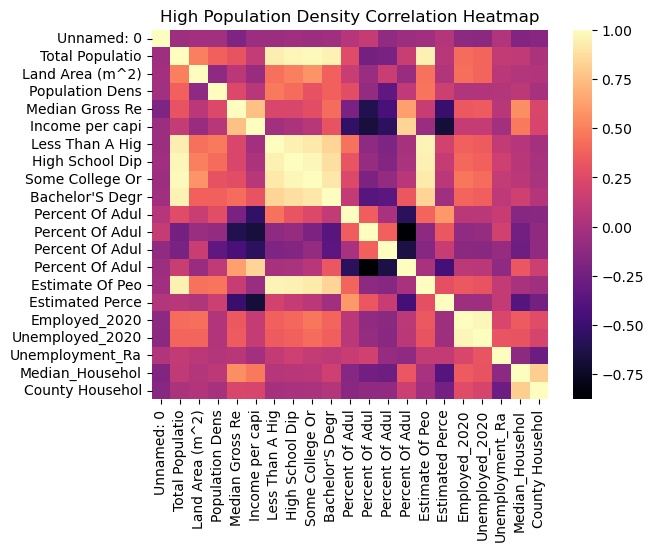 High Population Density Correlation Heatmap
Unnamed: 0
Total Populatio
Land Area (m^2)
Population Dens
Median Gross Re
Income per capi
Less Than A Hig
High School Dip
Some College Or
Bachelor'S Degr
Percent Of Adul
Percent Of Adul
Percent Of Adul
Percent Of Adul
Estimate Of Peo
Estimated Perce
Employed_2020
Unemployed_2020
Unemployment_Ra
Median_Househol
County Househol
Unnamed: 0
Total Populatio
Land Area (m^2)
Population Dens
Median Gross Re
Income per capi
Less Than A Hig
High School Dip
Some College Or
Bachelor'S Degr
Percent Of Adul
Percent Of Adul
Percent Of Adul
Percent Of Adul
Estimate Of Peo
Estimated Perce
Employed_2020
Unemployed_2020
Unemployment_Ra
Median_Househol
County Househol
1.00
0.75
0.50
0.25
0.00
−0.25
−0.50
−0.75